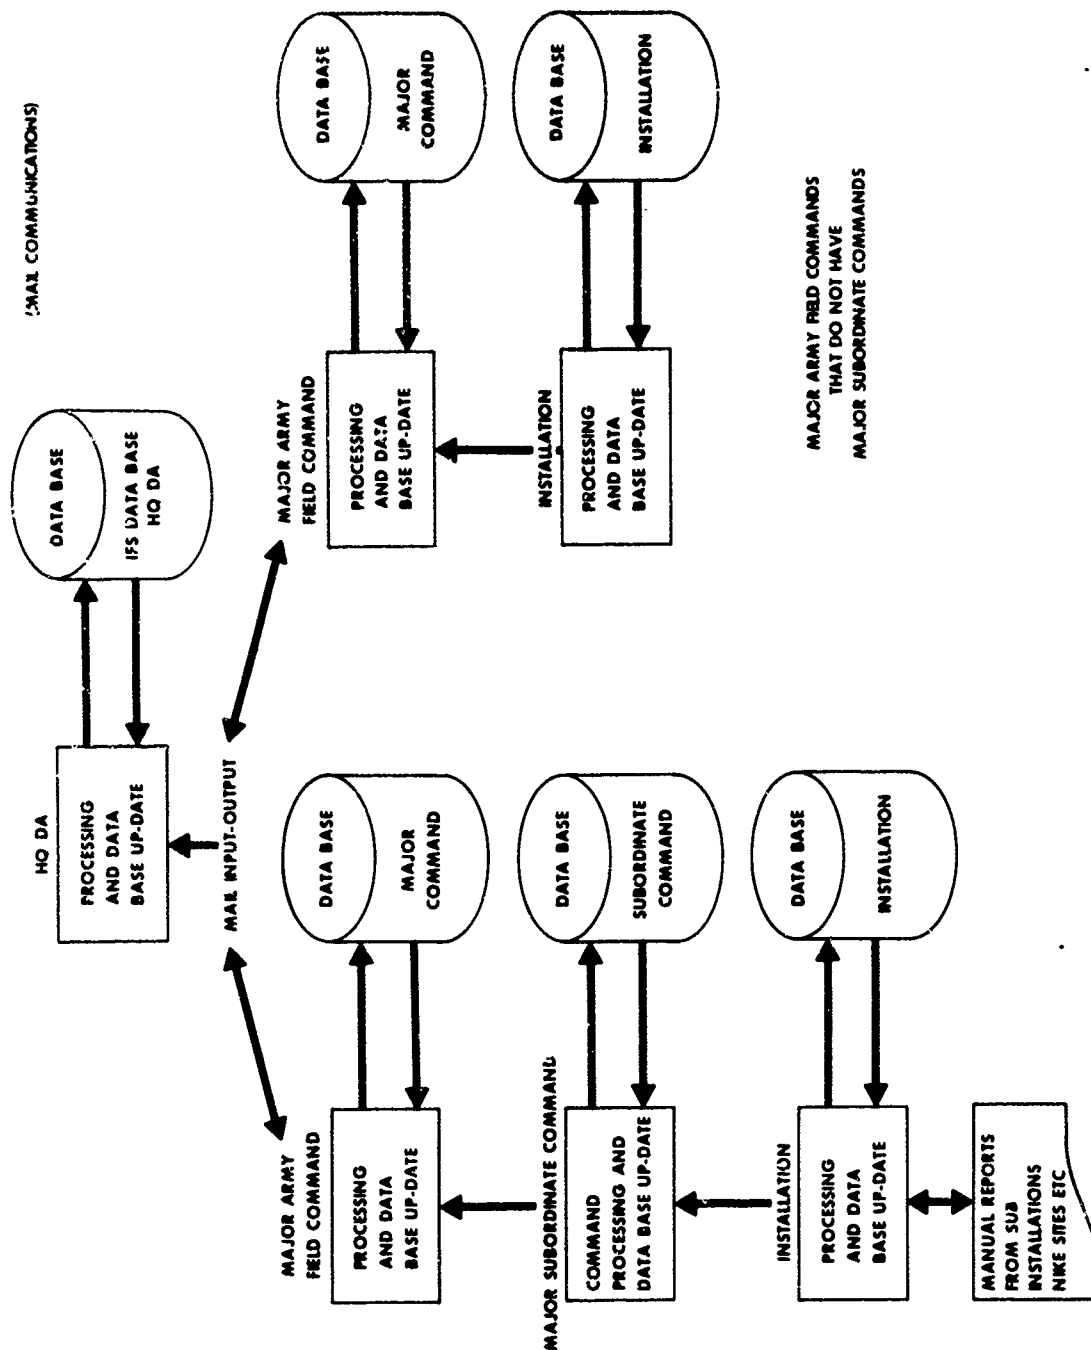 (MAIL COMMUNICATIONS)
HQ DA
PROCESSING
AND DATA
BASE UP-DATE
DATA BASE
IFS DATA BASE
HQ DA
MAIL INPUT-OUTPUT
MAJOR ARMY
FIELD COMMAND
PROCESSING
AND DATA
BASE UP-DATE
DATA BASE
MAJOR
COMMAND
MAJOR SUBORDINATE COMMAND
COMMAND
PROCESSING AND
DATA BASE UP-DATE
DATA BASE
SUBORDINATE
COMMAND
INSTALLATION
PROCESSING
AND DATA
BASE UP-DATE
DATA BASE
INSTALLATION
MANUAL REPORTS
FROM SUB
INSTALLATIONS
NIKE SITES ETC
MAJOR ARMY
FIELD COMMAND
PROCESSING
AND DATA
BASE UP-DATE
DATA BASE
MAJOR
COMMAND
INSTALLATION
PROCESSING
AND DATA
BASE UP-DATE
DATA BASE
INSTALLATION
MAJOR ARMY FIELD COMMANDS
THAT DO NOT HAVE
MAJOR SUBORDINATE COMMANDS